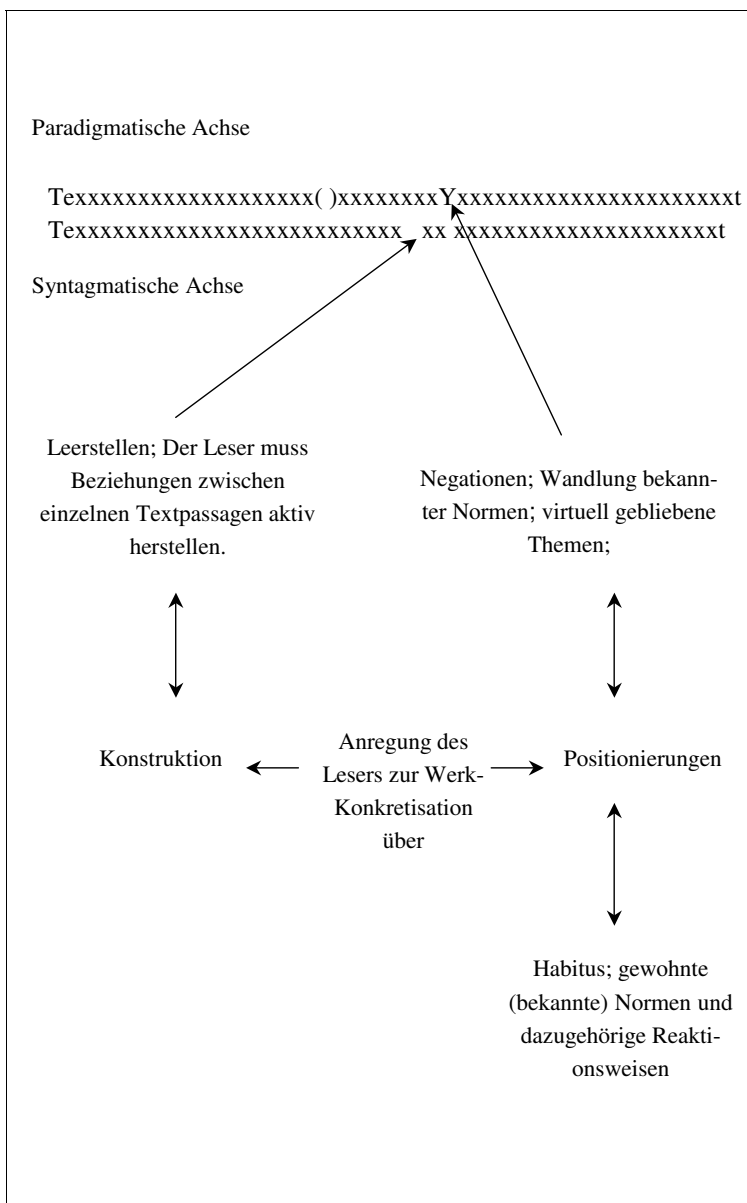 Paradigmatische Achse
Texxxxxxxxxxxxxxxxxxx( )xxxxxxxxYxxxxxxxxxxxxxxxxxxxxxxt
Texxxxxxxxxxxxxxxxxxxxxxxxxx xx xxxxxxxxxxxxxxxxxxxxxt
Syntagmatische Achse
Leerstellen; Der Leser muss
Beziehungen zwischen
einzelnen Textpassagen aktiv
herstellen.
Negationen; Wandlung bekann-
ter Normen; virtuell gebliebene
Themen;
Konstruktion
Anregung des
Lesers zur Werk-
Konkretisation
über
Positionierungen
Habitus; gewohnte
(bekannte) Normen und
dazugehörige Reakti-
onsweisen